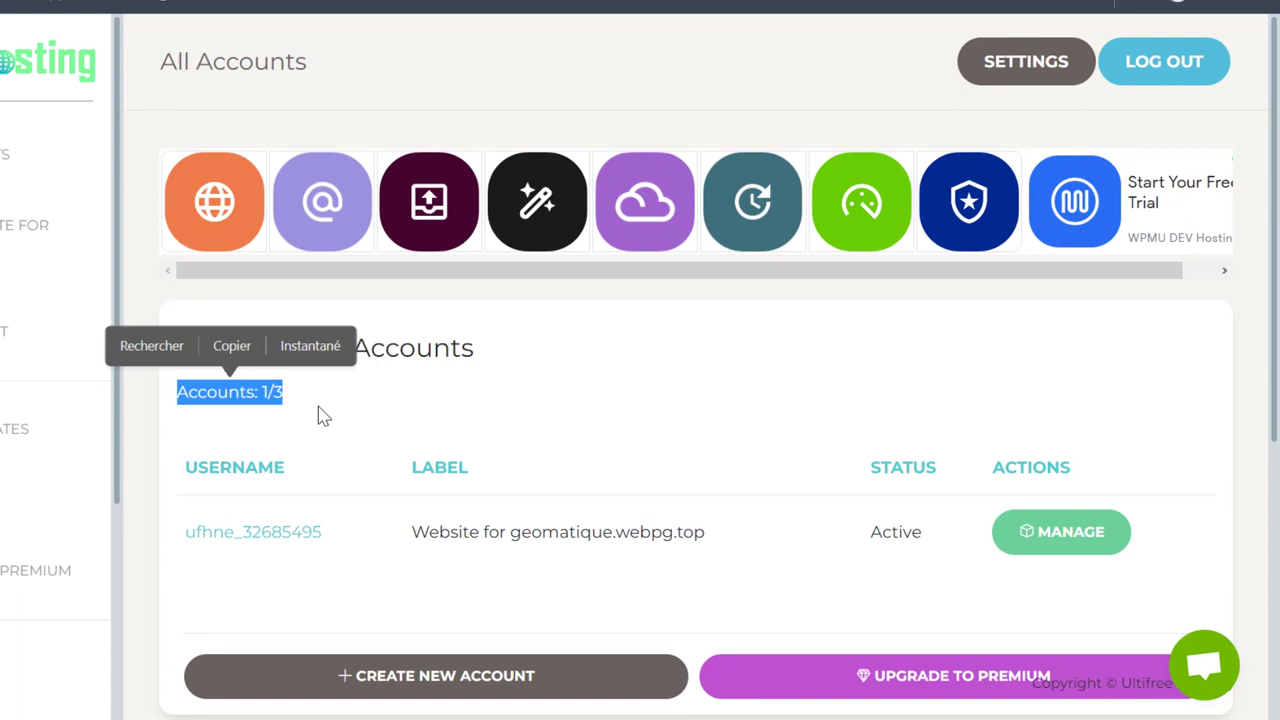 osting
All Accounts
SETTINGS
LOG OUT
TS
TE FOR
T
ATES
PREMIUM
Start Your Free
Trial
WPMU DEV Hostin
Rechercher
Copier
Instantané
Accounts
Accounts: 1/3
USERNAME LABEL STATUS ACTIONS
ufhne_32685495 Website for geomatique.webpg.top Active MANAGE
+ CREATE NEW ACCOUNT
UPGRADE TO PREMIUM
Copyright © Ultifree